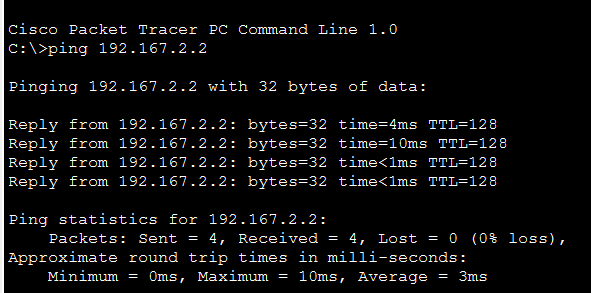 Cisco Packet Tracer PC Command Line 1.0
C:\>ping 192.167.2.2
Pinging 192.167.2.2 with 32 bytes of data:
Reply from 192.167.2.2: bytes=32 time=4ms TTL=128
Reply from 192.167.2.2: bytes=32 time=10ms TTL=128
Reply from 192.167.2.2: bytes=32 time<1ms TTL=128
Reply from 192.167.2.2: bytes=32 time<1ms TTL=128
Ping statistics for 192.167.2.2:
Packets: Sent = 4, Received = 4, Lost = 0 (0% loss),
Approximate round trip times in milli-seconds:
Minimum = 0ms, Maximum = 10ms, Average = 3ms